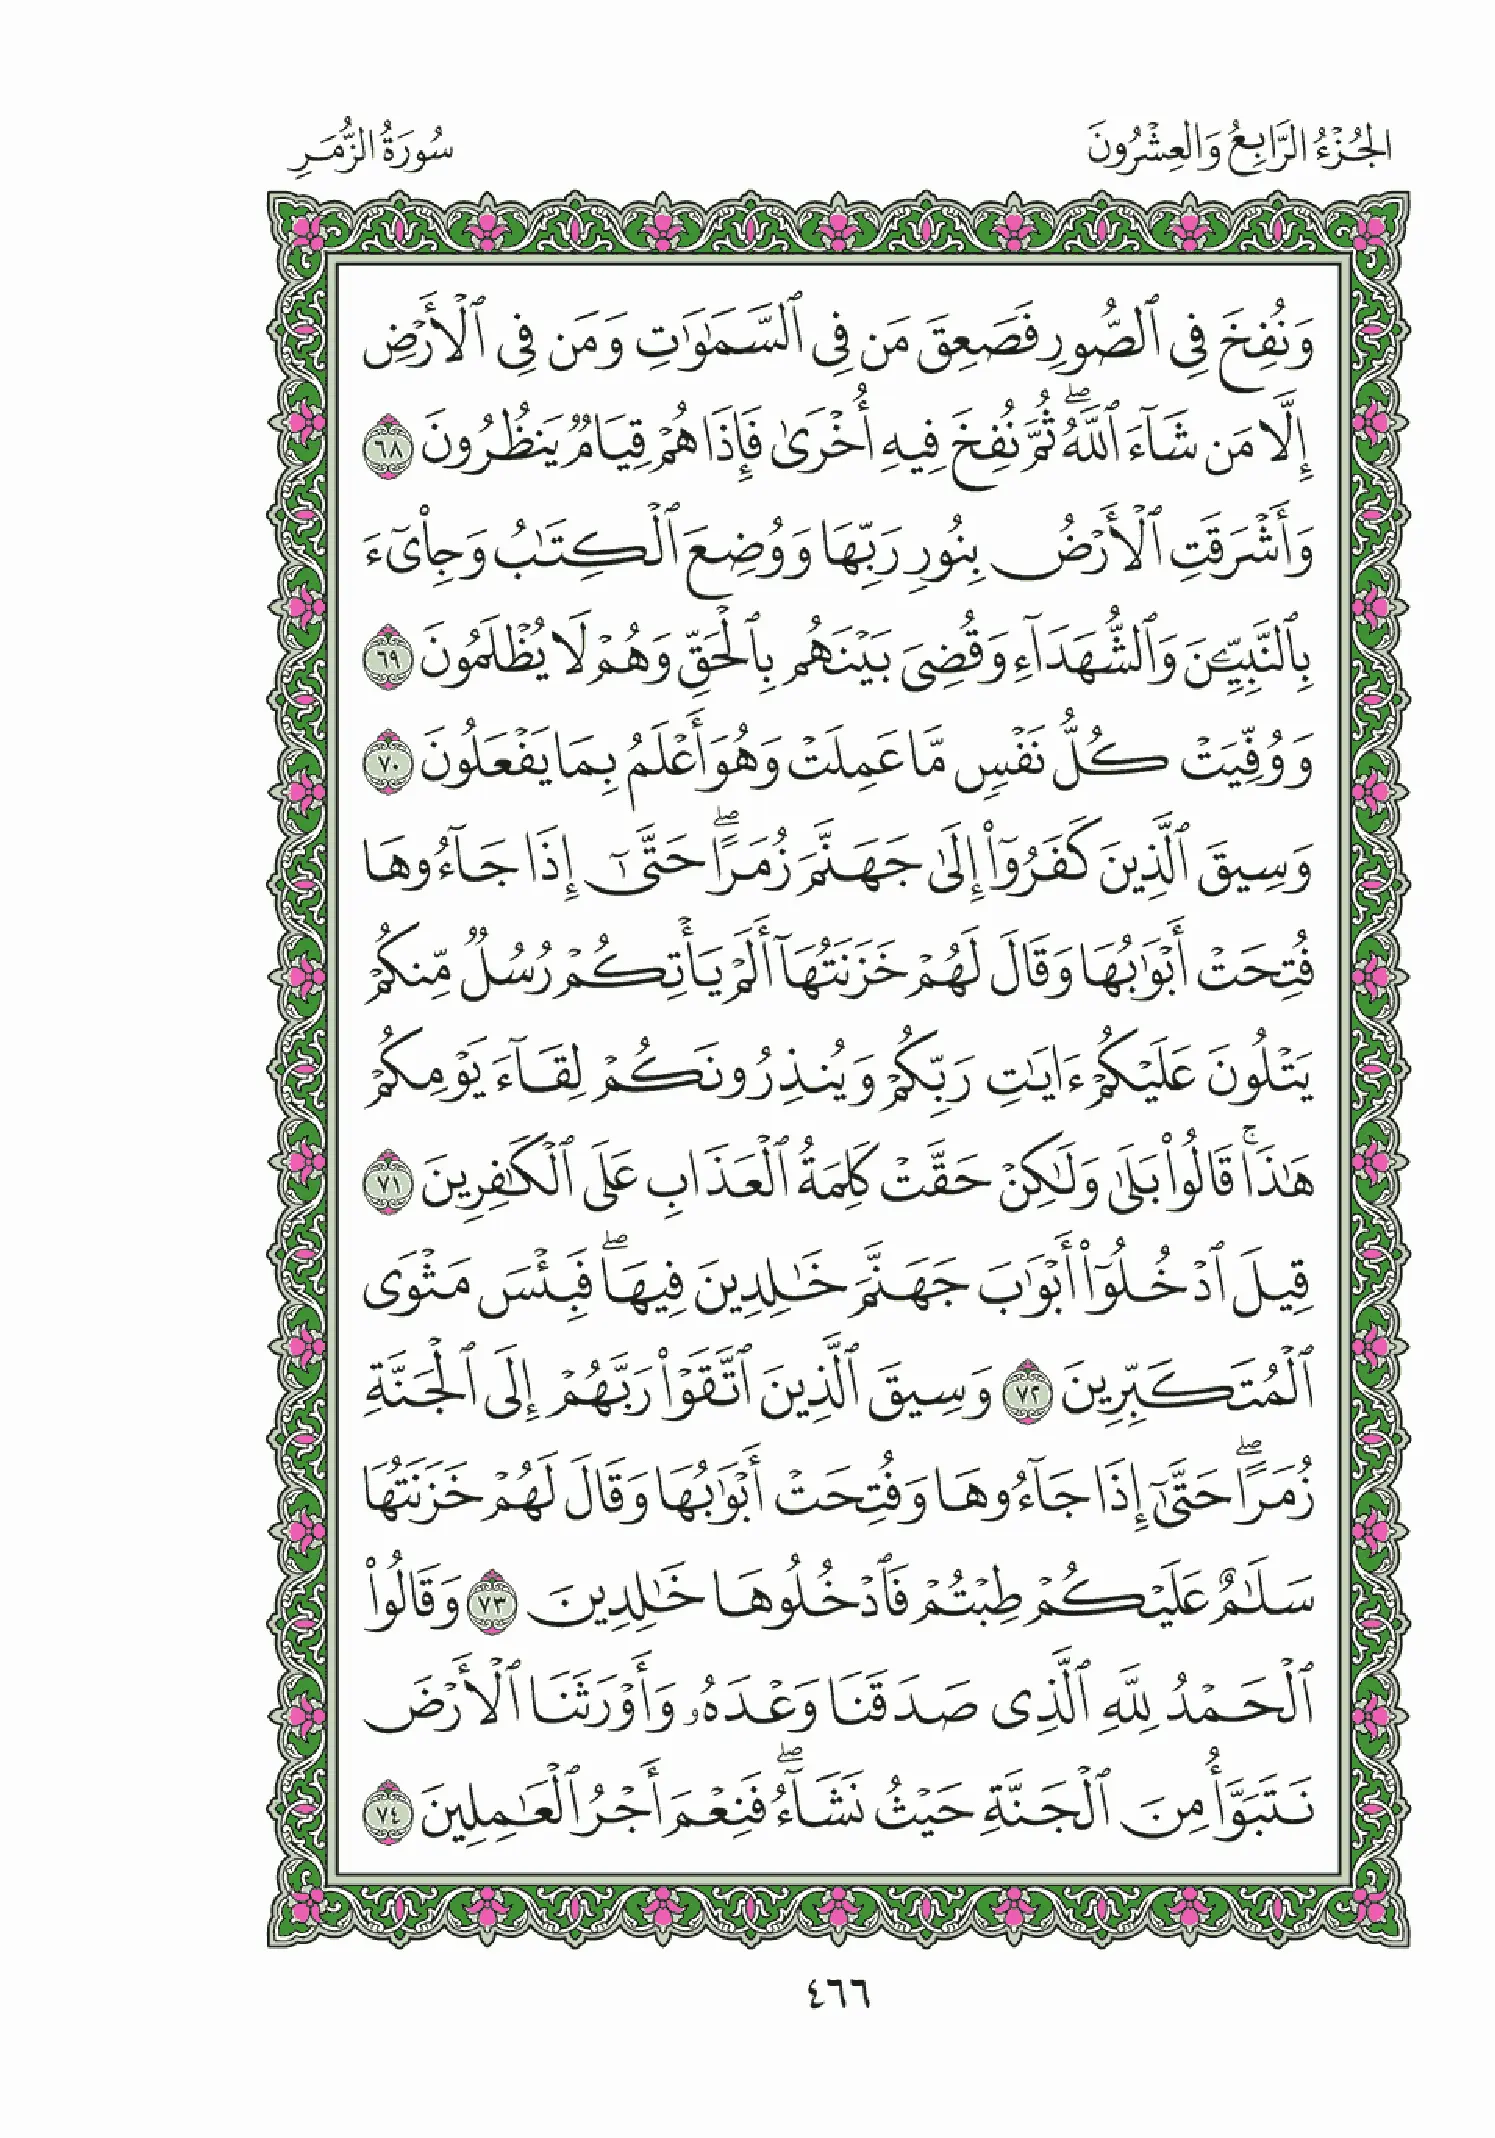 الجُزْءُ الرَّابِعُ وَالعِشْرُونَ
سُورَةُ الزُّمَرِ
وَنُفِخَ فِي ٱلصُّورِ فَصَعِقَ مَن فِي ٱلسَّمَٰوَٰتِ وَمَن فِي ٱلْأَرْضِ
إِلَّا مَن شَآءَ ٱللَّهُ ۖ ثُمَّ نُفِخَ فِيهِ أُخْرَىٰ فَإِذَا هُمْ قِيَامٌ يَنظُرُونَ ٦٨
وَأَشْرَقَتِ ٱلْأَرْضُ بِنُورِ رَبِّهَا وَوُضِعَ ٱلْكِتَٰبُ وَجِا۟ىٓءَ
بِٱلنَّبِيِّـۧنَ وَٱلشُّهَدَآءِ وَقُضِيَ بَيْنَهُم بِٱلْحَقِّ وَهُمْ لَا يُظْلَمُونَ ٦٩
وَوُفِّيَتْ كُلُّ نَفْسٍ مَّا عَمِلَتْ وَهُوَ أَعْلَمُ بِمَا يَفْعَلُونَ ٧٠
وَسِيقَ ٱلَّذِينَ كَفَرُوٓا۟ إِلَىٰ جَهَنَّمَ زُمَرًا ۖ حَتَّىٰٓ إِذَا جَآءُوهَا
فُتِحَتْ أَبْوَٰبُهَا وَقَالَ لَهُمْ خَزَنَتُهَآ أَلَمْ يَأْتِكُمْ رُسُلٌ مِّنكُمْ
يَتْلُونَ عَلَيْكُمْ ءَايَٰتِ رَبِّكُمْ وَيُنذِرُونَكُمْ لِقَآءَ يَوْمِكُمْ
هَٰذَا ۚ قَالُوا۟ بَلَىٰ وَلَٰكِنْ حَقَّتْ كَلِمَةُ ٱلْعَذَابِ عَلَى ٱلْكَٰفِرِينَ ٧١
قِيلَ ٱدْخُلُوٓا۟ أَبْوَٰبَ جَهَنَّمَ خَٰلِدِينَ فِيهَا ۖ فَبِئْسَ مَثْوَى
ٱلْمُتَكَبِّرِينَ ٧٢ وَسِيقَ ٱلَّذِينَ ٱتَّقَوْا۟ رَبَّهُمْ إِلَى ٱلْجَنَّةِ
زُمَرًا ۖ حَتَّىٰٓ إِذَا جَآءُوهَا وَفُتِحَتْ أَبْوَٰبُهَا وَقَالَ لَهُمْ خَزَنَتُهَا
سَلَٰمٌ عَلَيْكُمْ طِبْتُمْ فَٱدْخُلُوهَا خَٰلِدِينَ ٧٣ وَقَالُوا۟
ٱلْحَمْدُ لِلَّهِ ٱلَّذِي صَدَقَنَا وَعْدَهُۥ وَأَوْرَثَنَا ٱلْأَرْضَ
نَتَبَوَّأُ مِنَ ٱلْجَنَّةِ حَيْثُ نَشَآءُ ۖ فَنِعْمَ أَجْرُ ٱلْعَٰمِلِينَ ٧٤
٤٦٦